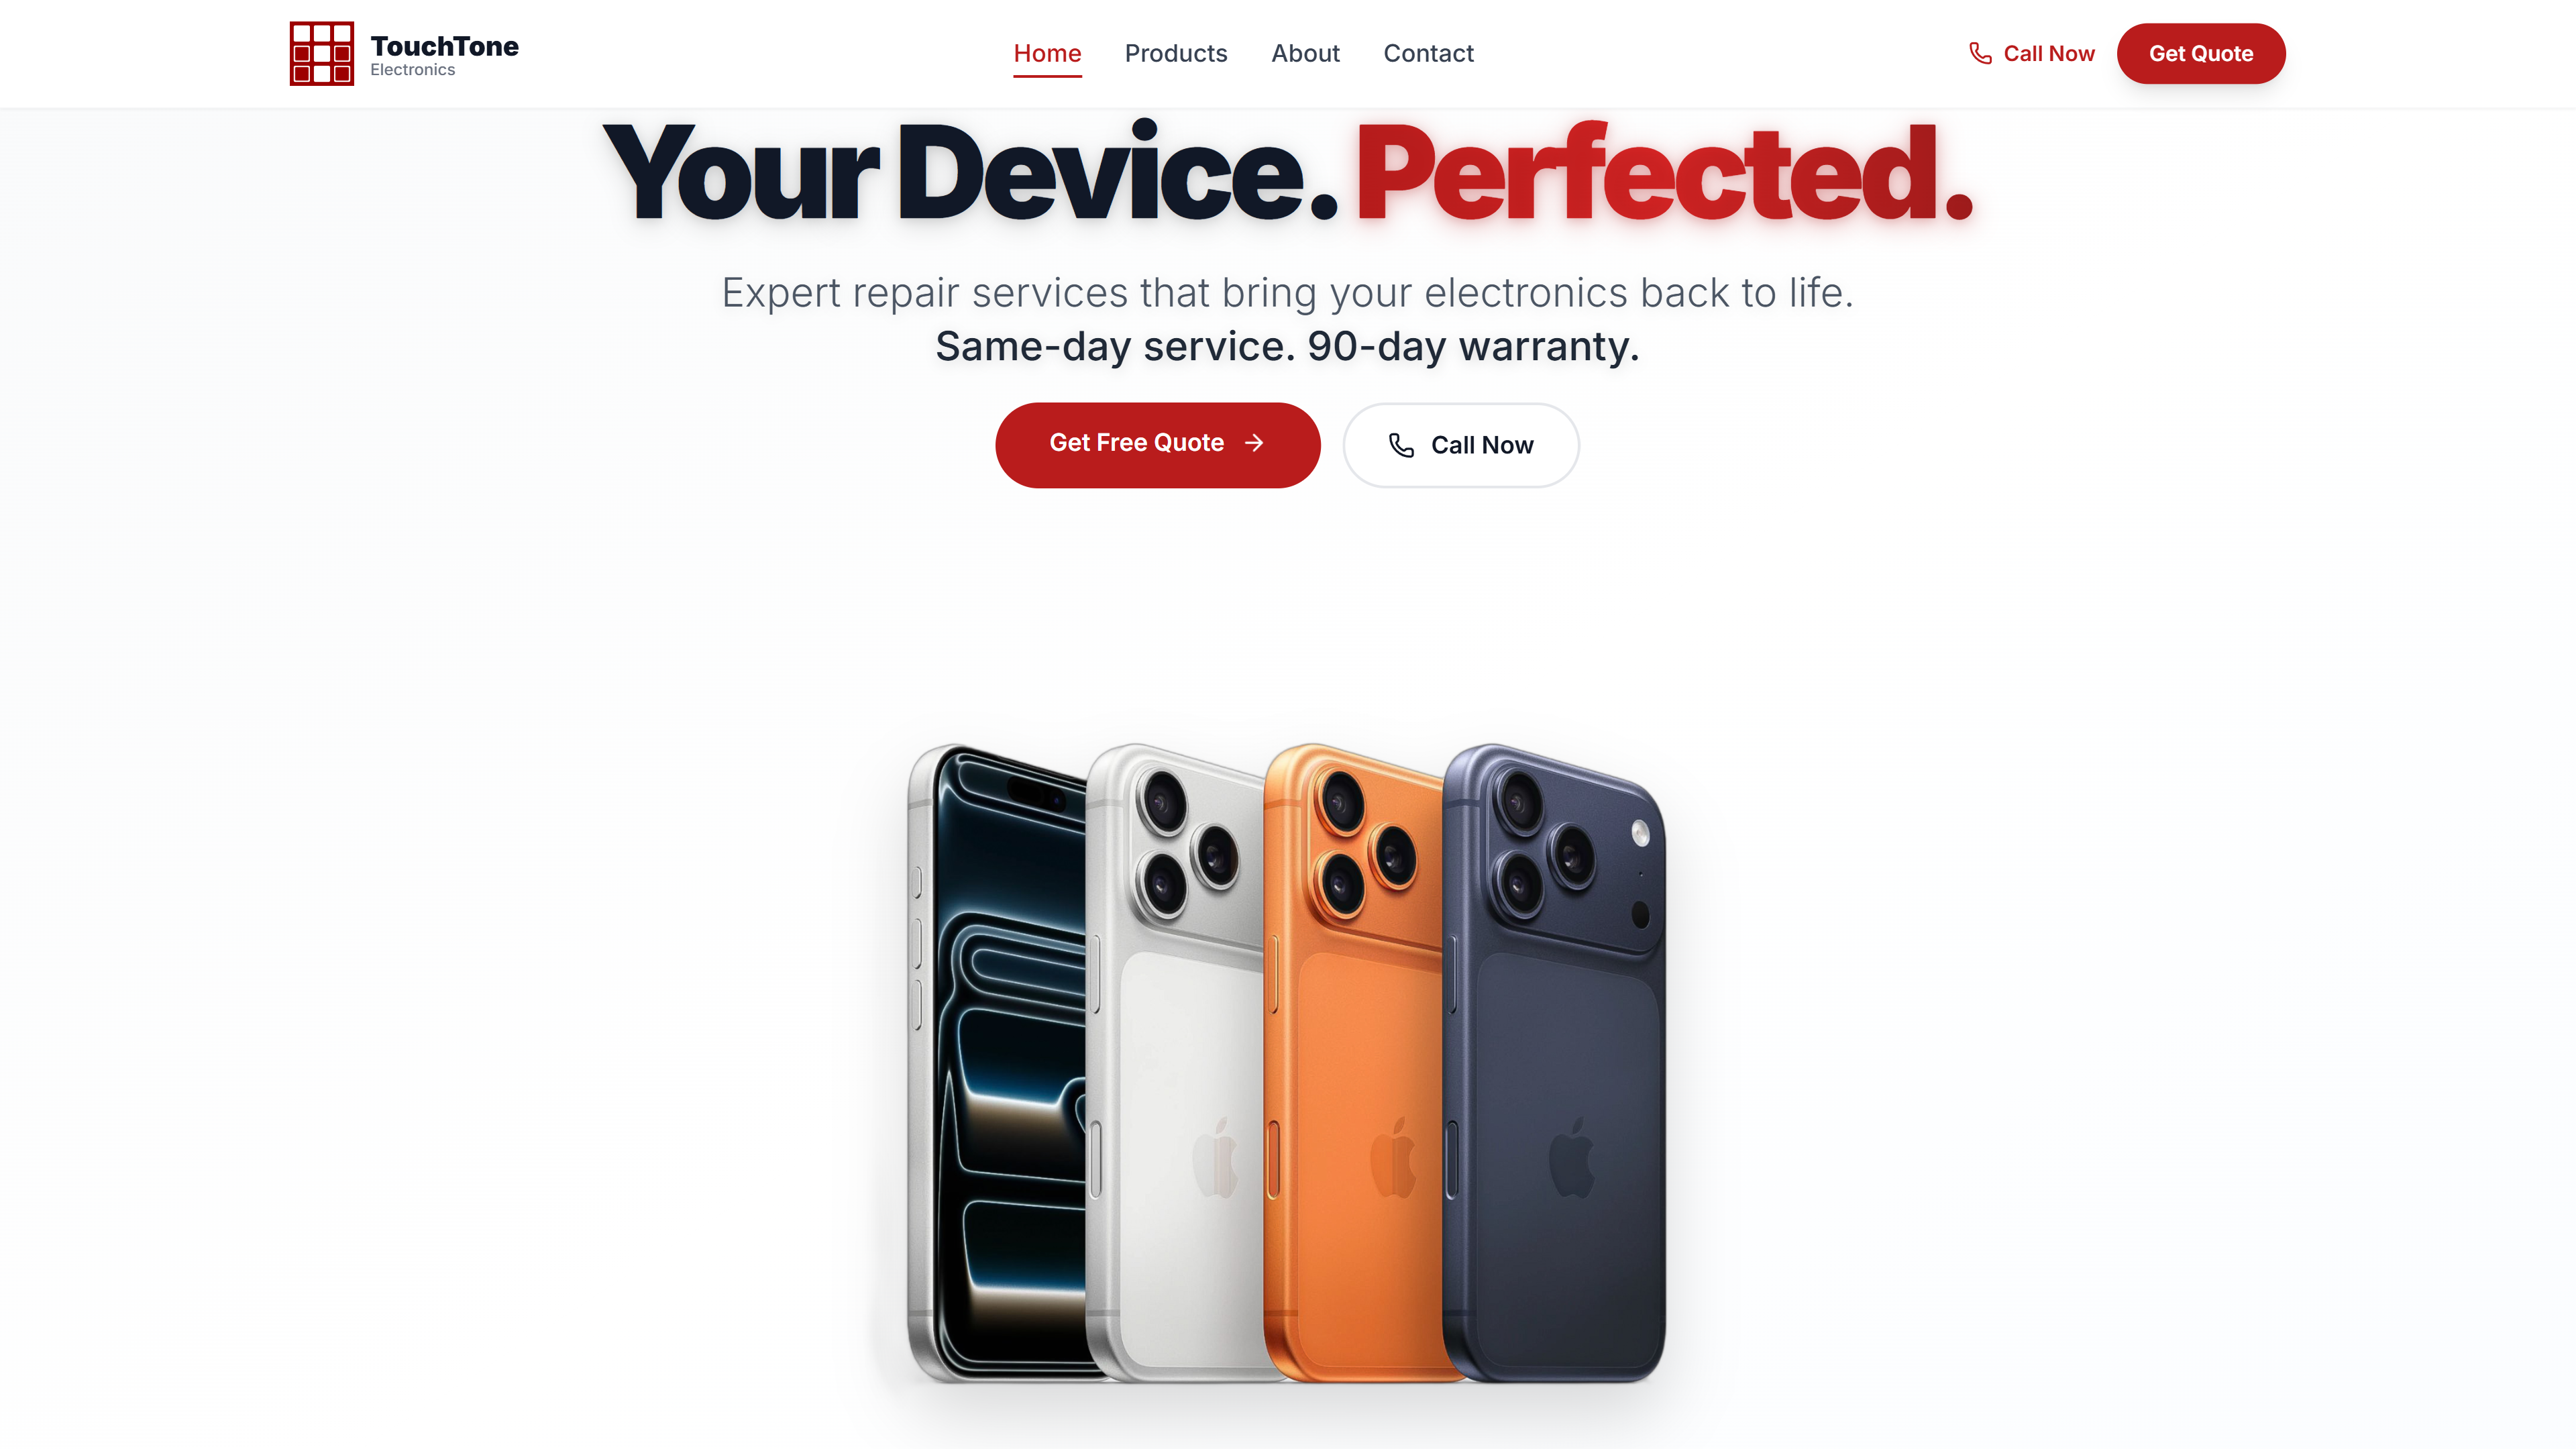 TouchTone
Electronics
Home
Products
About
Contact
Call Now
Get Quote
Your Device. Perfected.
Expert repair services that bring your electronics back to life.
Same-day service. 90-day warranty.
Get Free Quote
Call Now